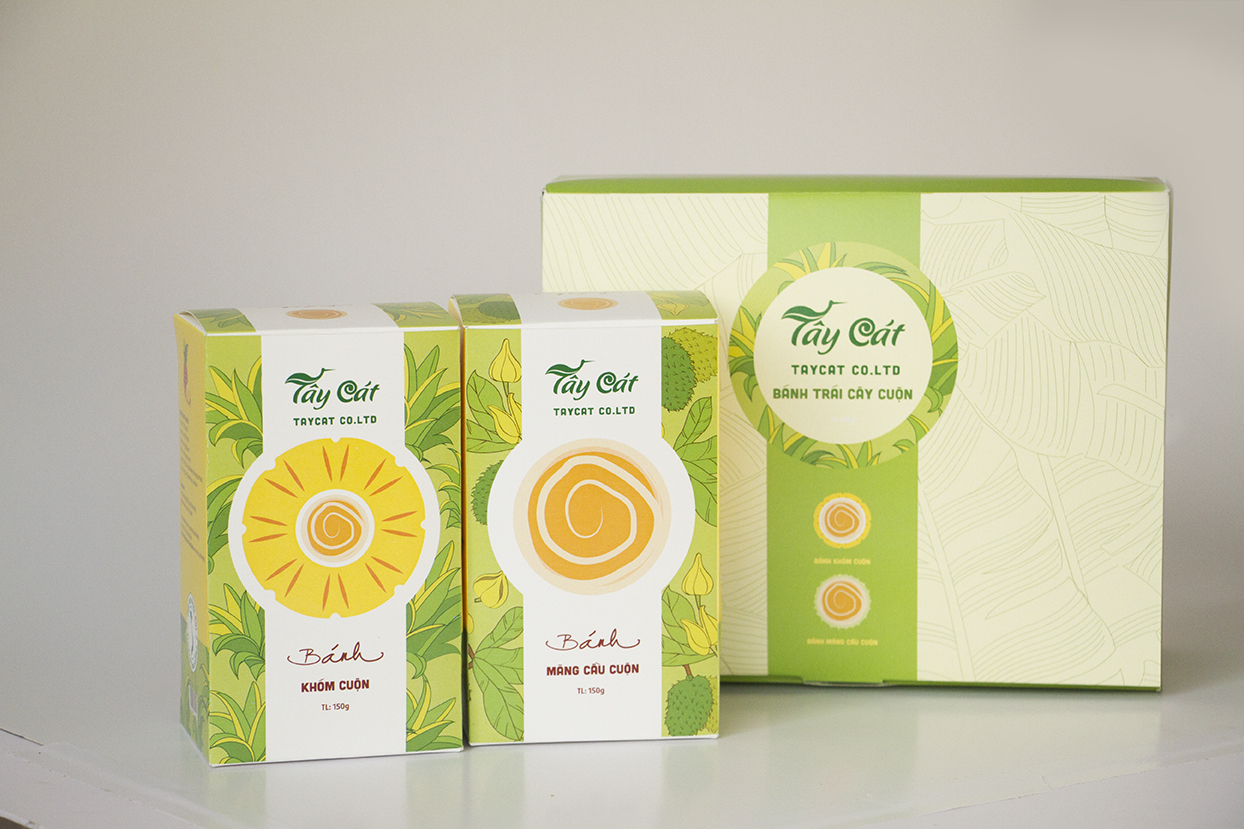 Tây Cát
TAYCAT CO.LTD
Bánh
KHÓM CUỘN
TL: 150g
Tây Cát
TAYCAT CO.LTD
Bánh
MÃNG CẦU CUỘN
TL: 150g
Tây Cát
TAYCAT CO.LTD
BÁNH TRÁI CÂY CUỘN
BÁNH KHÓM CUỘN
BÁNH MÃNG CẦU CUỘN